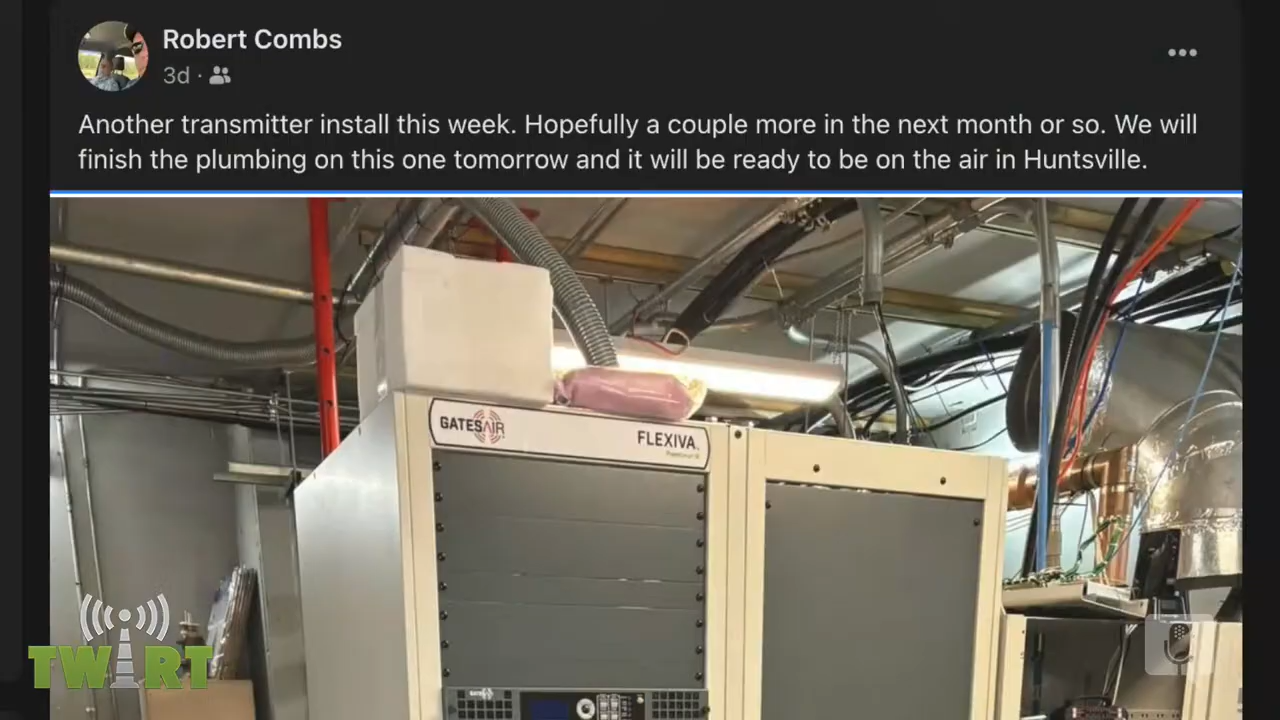 Robert Combs
3d ·
Another transmitter install this week. Hopefully a couple more in the next month or so. We will
finish the plumbing on this one tomorrow and it will be ready to be on the air in Huntsville.
GATESAIR
FLEXIVA
GATESAIR
TWIRT